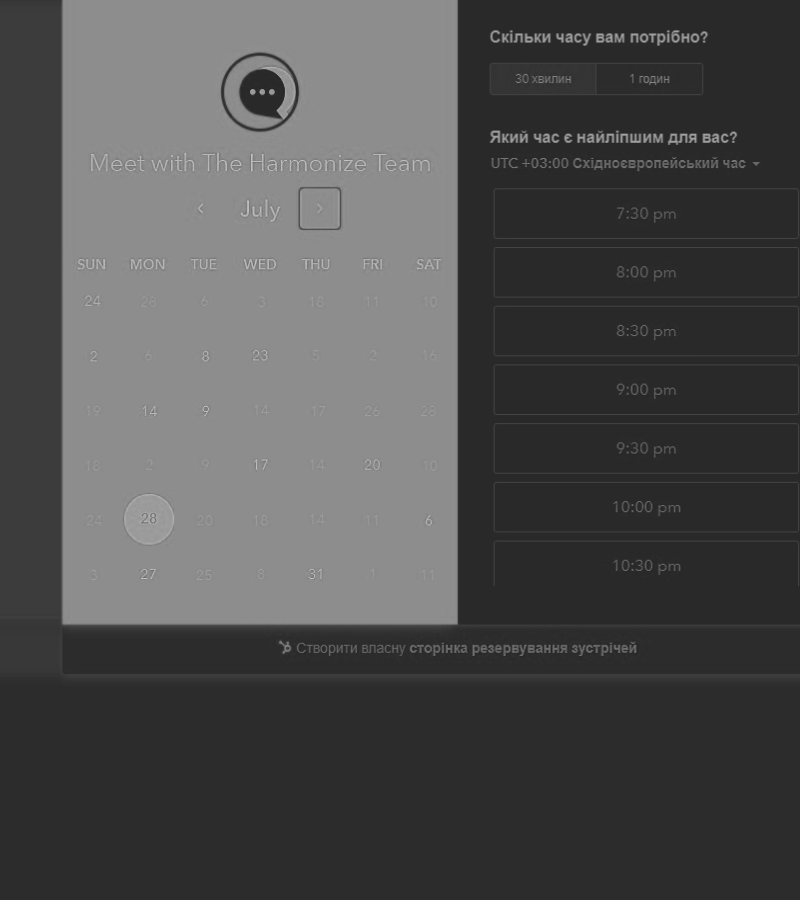 Meet with The Harmonize Team
July
SUN MON TUE WED THU FRI SAT
24 28 6 3 18 11 10
2 6 8 23 5 2 16
19 14 9 14 17 26 28
18 2 9 17 14 20 10
24 28 20 18 14 11 6
3 27 25 8 31 1 11
Скільки часу вам потрібно?
30 хвилин 1 годин
Який час є найліпшим для вас?
UTC +03:00 Східноєвропейський час
7:30 pm
8:00 pm
8:30 pm
9:00 pm
9:30 pm
10:00 pm
10:30 pm
Створити власну сторінка резервування зустрічей